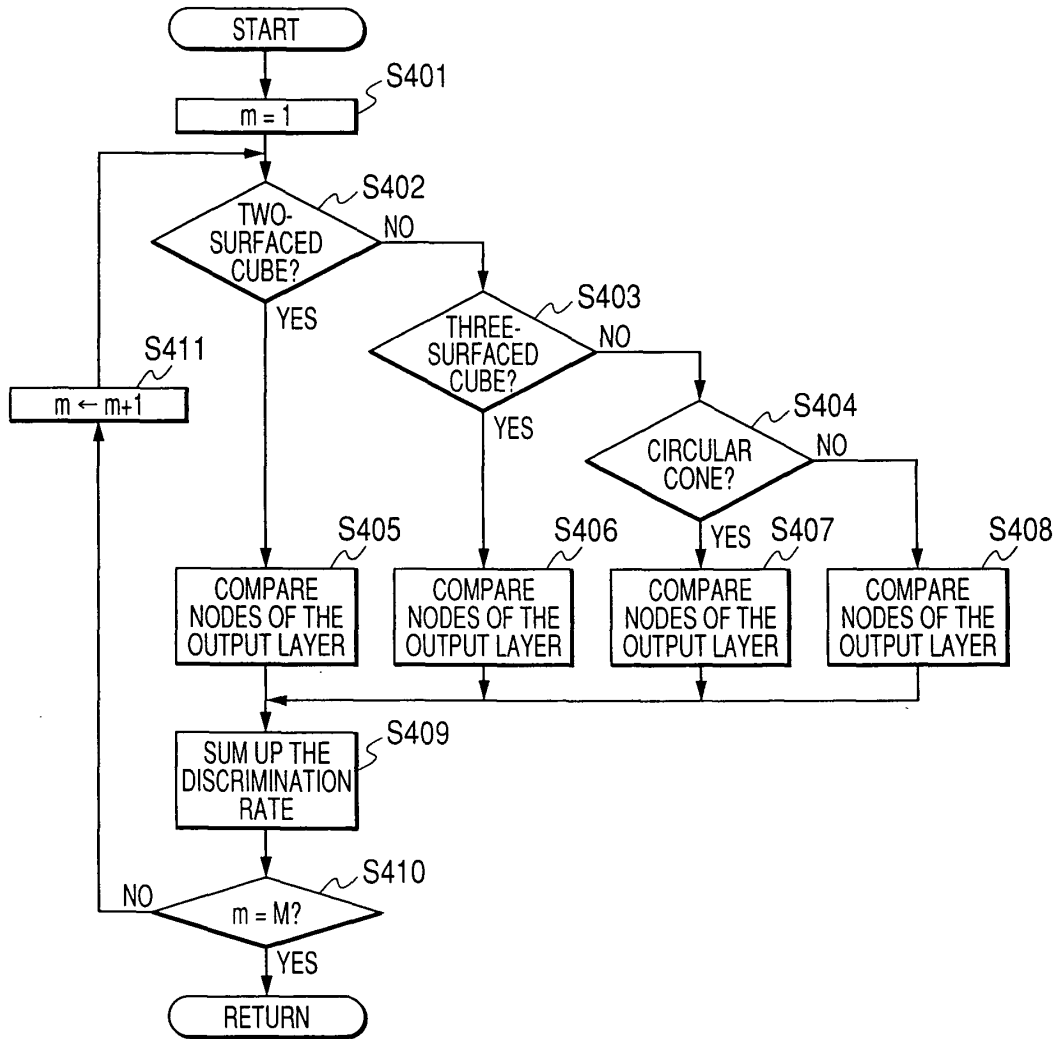 START
S401
m = 1
S402
TWO-
SURFACED
CUBE?
NO
YES
S403
THREE-
SURFACED
CUBE?
NO
YES
S411
m ← m+1
S404
CIRCULAR
CONE?
NO
YES
S405
COMPARE
NODES OF THE
OUTPUT LAYER
S406
COMPARE
NODES OF THE
OUTPUT LAYER
S407
COMPARE
NODES OF THE
OUTPUT LAYER
S408
COMPARE
NODES OF THE
OUTPUT LAYER
S409
SUM UP THE
DISCRIMINATION
RATE
S410
m = M?
NO
YES
RETURN